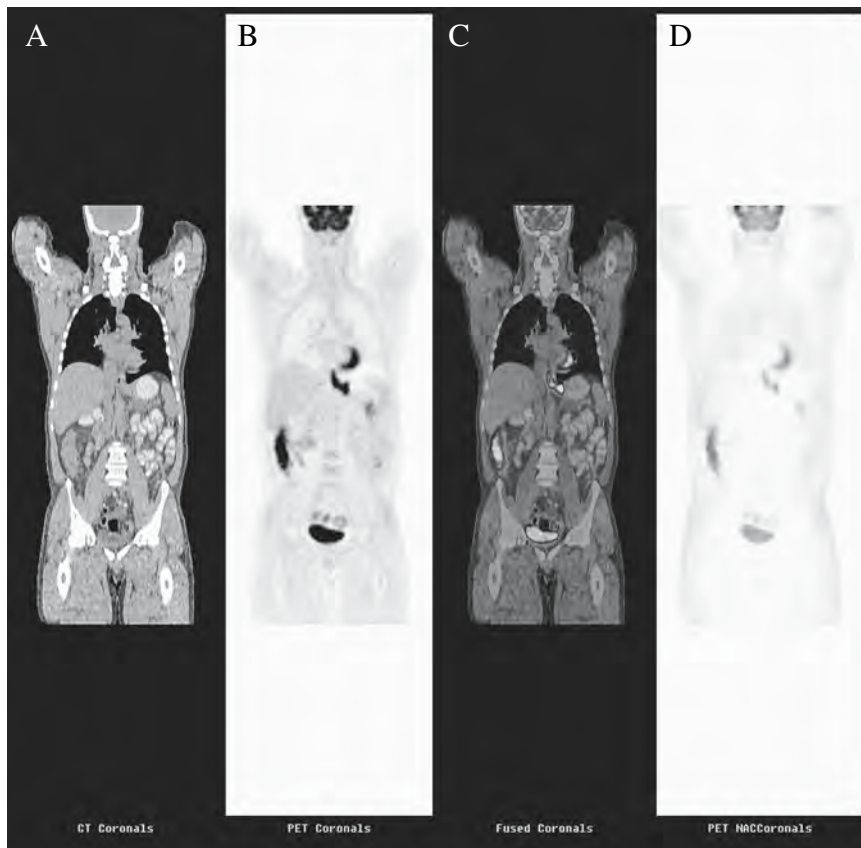 A
B
C
D
CT Coronals
PET Coronals
Fused Coronals
PET NACCoronals